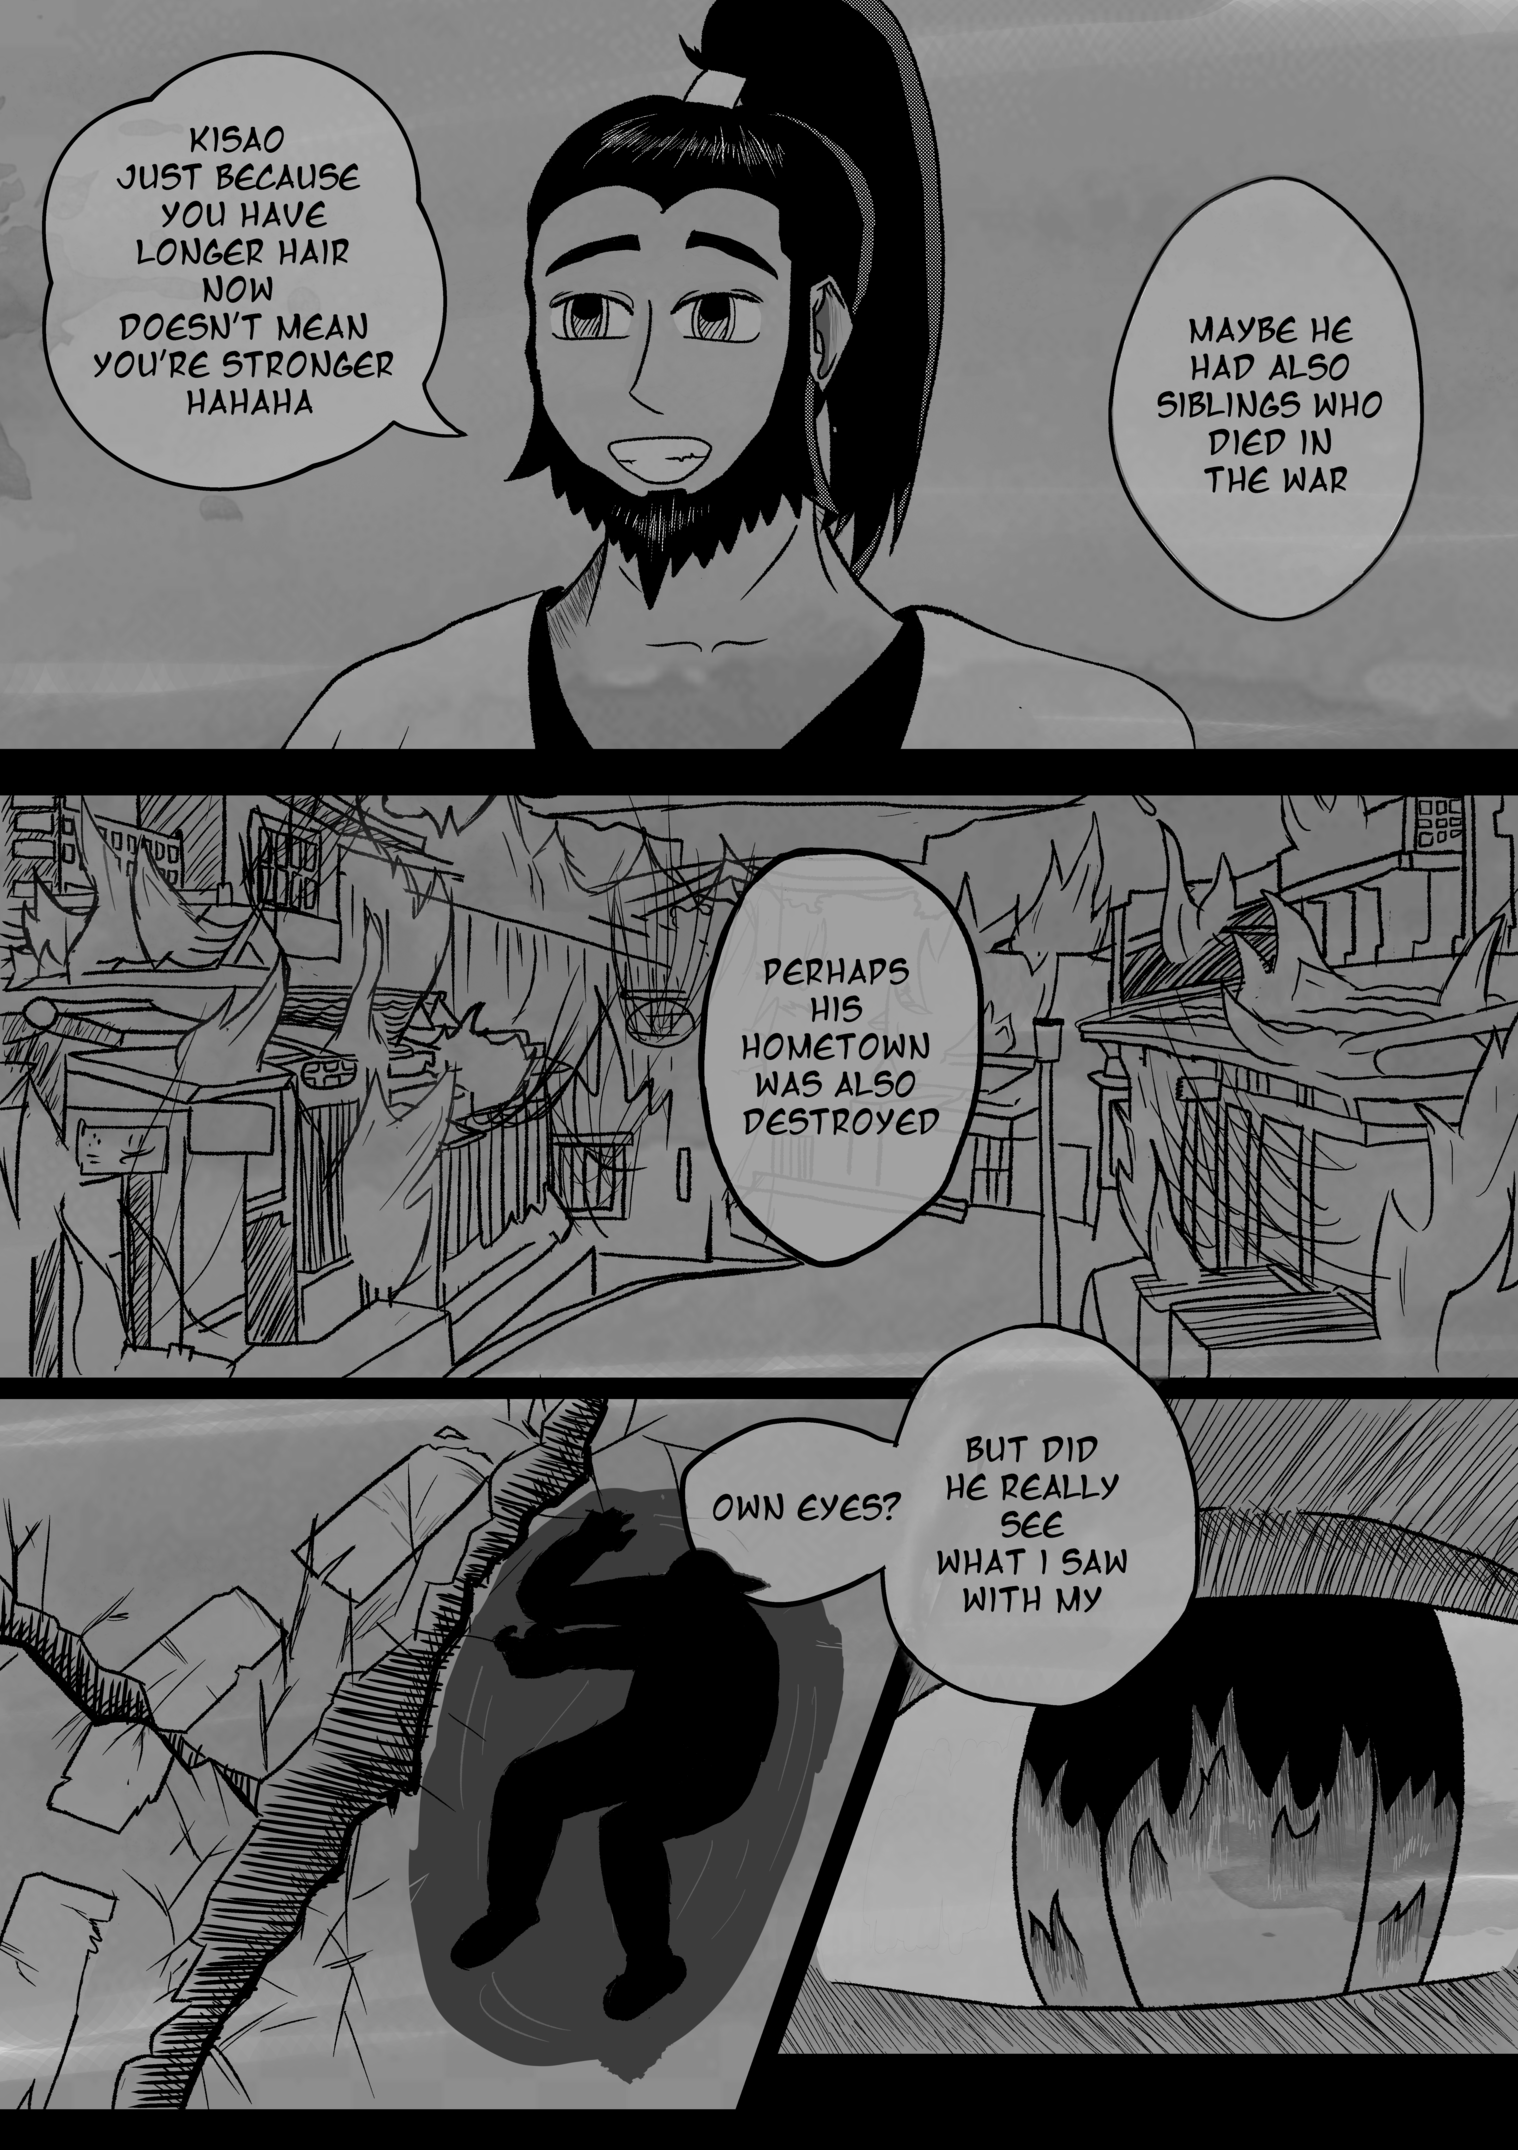 KISAO
JUST BECAUSE
YOU HAVE
LONGER HAIR
NOW
DOESN'T MEAN
YOU'RE STRONGER
HAHAHA
MAYBE HE
HAD ALSO
SIBLINGS WHO
DIED IN
THE WAR
PERHAPS
HIS
HOMETOWN
WAS ALSO
DESTROYED
BUT DID
HE REALLY
SEE
WHAT I SAW
WITH MY
OWN EYES?